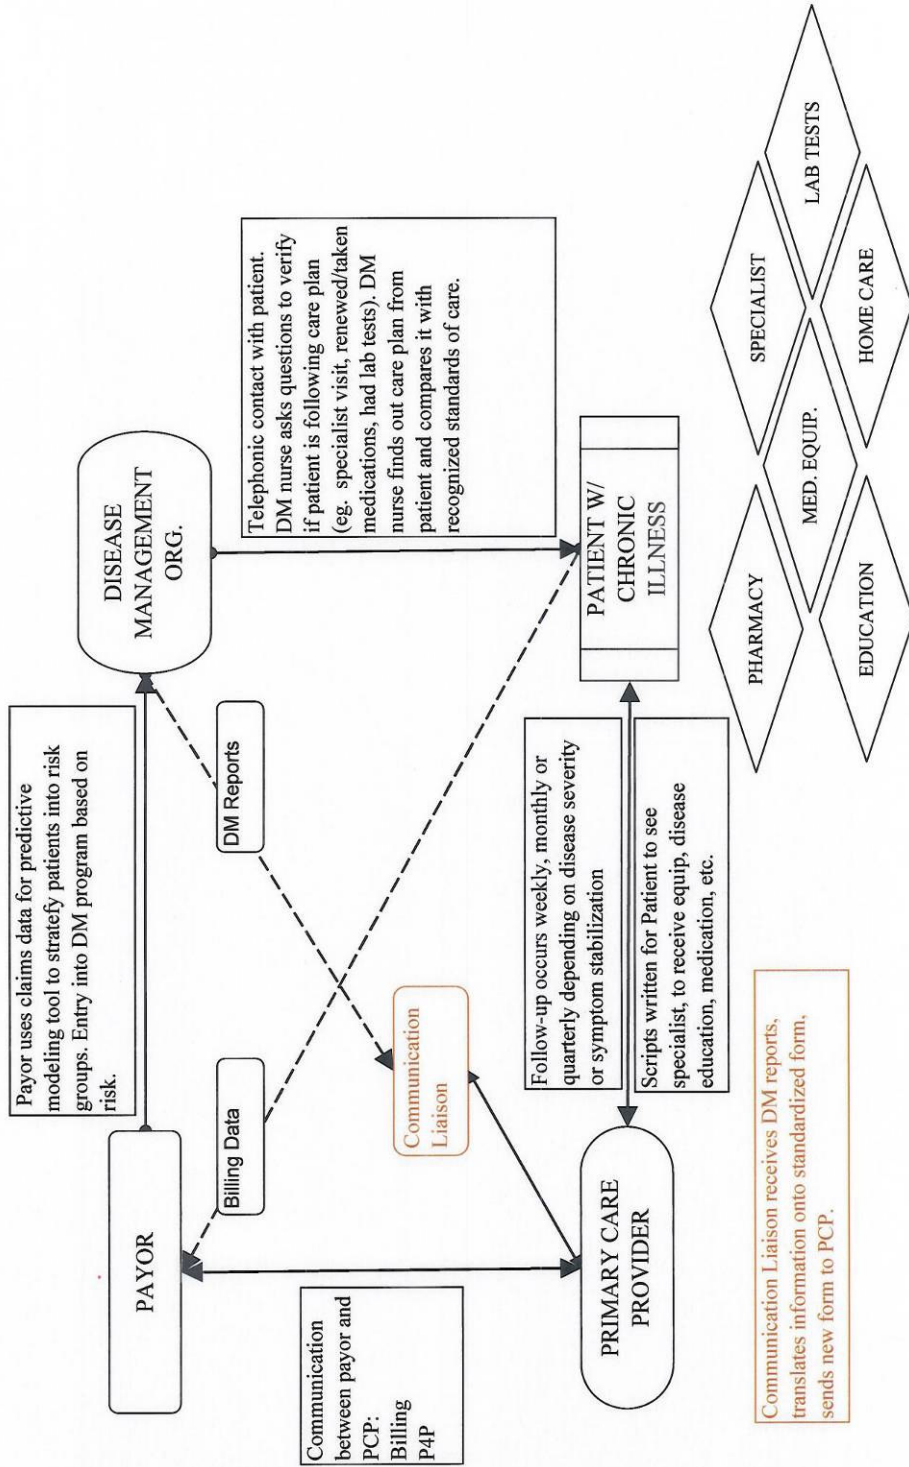 PAYOR
Payor uses claims data for predictive
modeling tool to stratefy patients into risk
groups. Entry into DM program based on
risk.
DISEASE
MANAGEMENT
ORG.
Billing Data
DM Reports
Communication
between payor and
PCP:
Billing
P4P
Communication
Liaison
Telephonic contact with patient.
DM nurse asks questions to verify
if patient is following care plan
(eg. specialist visit, renewed/taken
medications, had lab tests). DM
nurse finds out care plan from
patient and compares it with
recognized standards of care.
PRIMARY CARE
PROVIDER
Follow-up occurs weekly, monthly or
quarterly depending on disease severity
or symptom stabilization
Scripts written for Patient to see
specialist, to receive equip, disease
education, medication, etc.
PATIENT W/
CHRONIC
ILLNESS
Communication Liaison receives DM reports,
translates information onto standardized form,
sends new form to PCP.
PHARMACY
SPECIALIST
MED. EQUIP.
LAB TESTS
EDUCATION
HOME CARE